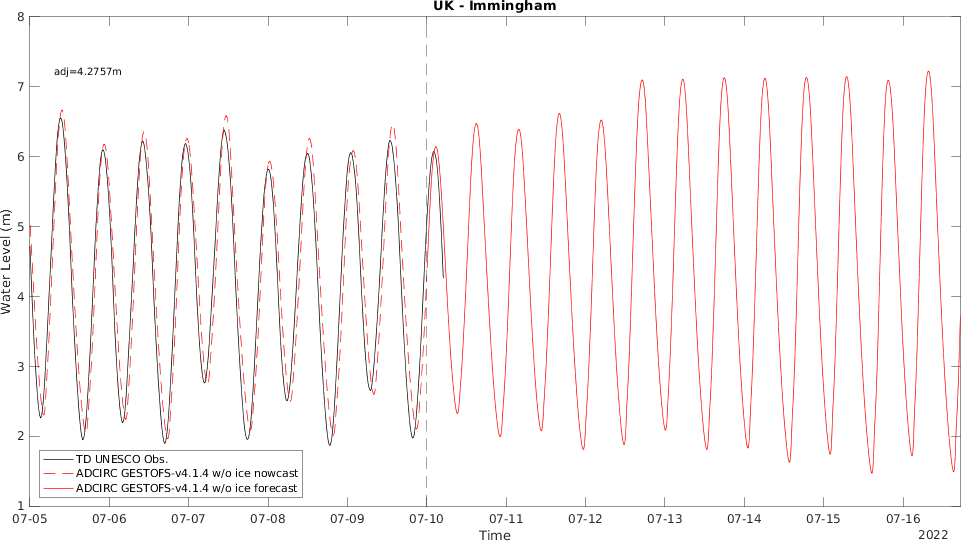 UK - Immingham
8
7
6
5
4
3
2
1
Water Level (m)
adj=4.2757m
TD UNESCO Obs.
ADCIRC GESTOFS-v4.1.4 w/o ice nowcast
ADCIRC GESTOFS-v4.1.4 w/o ice forecast
07-05 07-06 07-07 07-08 07-09 07-10 07-11 07-12 07-13 07-14 07-15 07-16
Time
2022